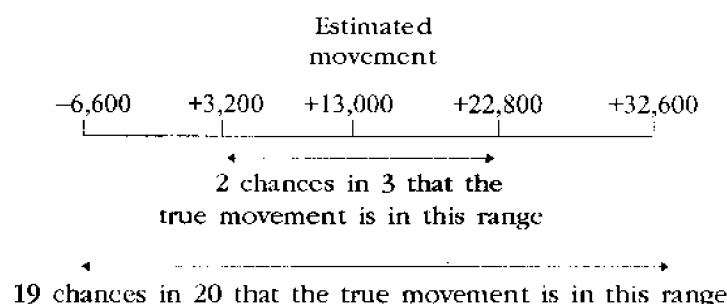 Estimated
movement
–6,600 +3,200 +13,000 +22,800 +32,600
2 chances in 3 that the
true movement is in this range
19 chances in 20 that the true movement is in this range